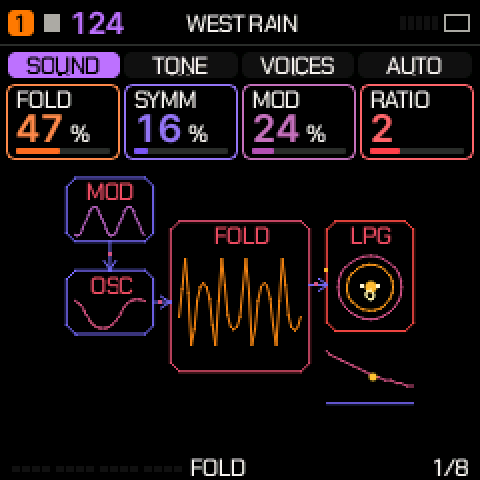 1 124 WEST RAIN
SOUND TONE VOICES AUTO
FOLD SYMM MOD RATIO
47 % 16 % 24 % 2
MOD
FOLD LPG
OSC
FOLD 1/8